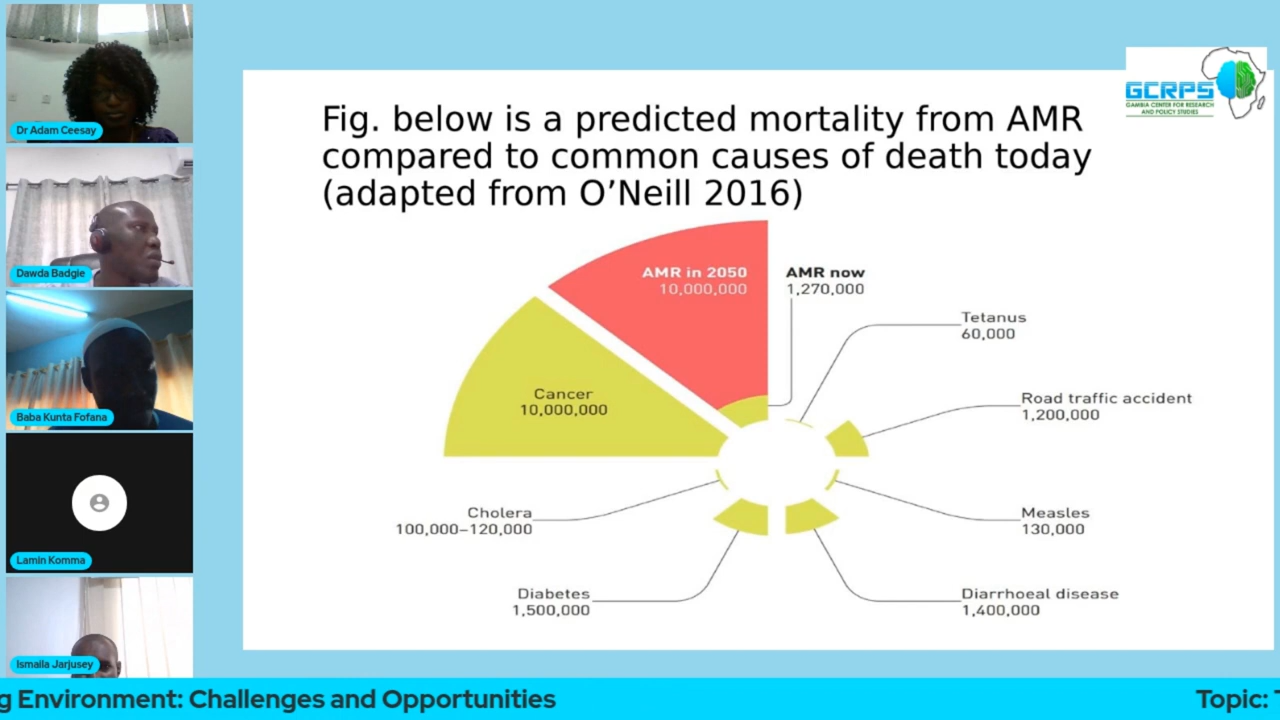 Dr Adam Ceesay
Dawda Badgie
Baba Kunta Fofana
Lamin Komma
Ismaila Jarjusey
GCRPS
GAMBIA CENTER FOR RESEARCH
AND POLICY STUDIES
Fig. below is a predicted mortality from AMR
compared to common causes of death today
(adapted from O’Neill 2016)
AMR in 2050
10,000,000
AMR now
1,270,000
Tetanus
60,000
Road traffic accident
1,200,000
Cancer
10,000,000
Cholera
100,000–120,000
Measles
130,000
Diabetes
1,500,000
Diarrhoeal disease
1,400,000
g Environment: Challenges and Opportunities
Topic: T